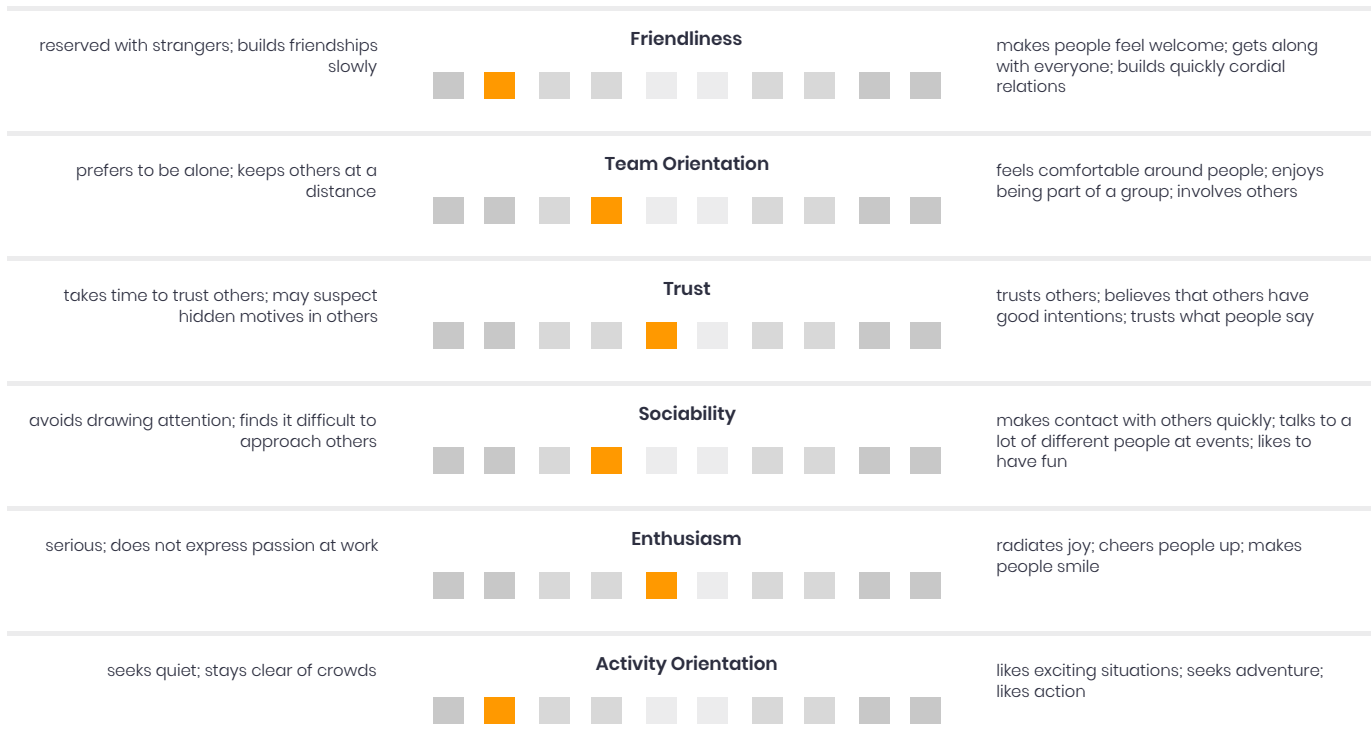 Friendliness
reserved with strangers; builds friendships
slowly
makes people feel welcome; gets along
with everyone; builds quickly cordial
relations
Team Orientation
prefers to be alone; keeps others at a
distance
feels comfortable around people; enjoys
being part of a group; involves others
Trust
takes time to trust others; may suspect
hidden motives in others
trusts others; believes that others have
good intentions; trusts what people say
Sociability
avoids drawing attention; finds it difficult to
approach others
makes contact with others quickly; talks to a
lot of different people at events; likes to
have fun
Enthusiasm
serious; does not express passion at work
radiates joy; cheers people up; makes
people smile
Activity Orientation
seeks quiet; stays clear of crowds
likes exciting situations; seeks adventure;
likes action